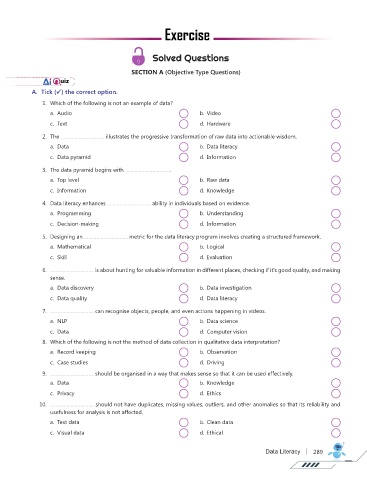 Exercise
Solved Questions
SECTION A (Objective Type Questions)
Ai Quiz
A. Tick (✓) the correct option.
1. Which of the following is not an example of data?
a. Audio b. Video
c. Text d. Hardware
2. The ........................ illustrates the progressive transformation of raw data into actionable wisdom.
a. Data b. Data literacy
c. Data pyramid d. Information
3. The data pyramid begins with ........................
a. Top level b. Raw data
c. Information d. Knowledge
4. Data literacy enhances ........................ ability in individuals based on evidence.
a. Programming b. Understanding
c. Decision-making d. Information
5. Designing an ........................ metric for the data literacy program involves creating a structured framework.
a. Mathematical b. Logical
c. Skill d. Evaluation
6. ........................ is about hunting for valuable information in different places, checking if it's good quality, and making
sense.
a. Data discovery b. Data investigation
c. Data quality d. Data literacy
7. ........................ can recognise objects, people, and even actions happening in videos.
a. NLP b. Data science
c. Data d. Computer vision
8. Which of the following is not the method of data collection in qualitative data interpretation?
a. Record keeping b. Observation
c. Case studies d. Driving
9. ........................ should be organised in a way that makes sense so that it can be used effectively.
a. Data b. Knowledge
c. Privacy d. Ethics
10. ........................ should not have duplicates, missing values, outliers, and other anomalies so that its reliability and
usefulness for analysis is not affected.
a. Text data b. Clean data
c. Visual data d. Ethical
Data Literacy | 289